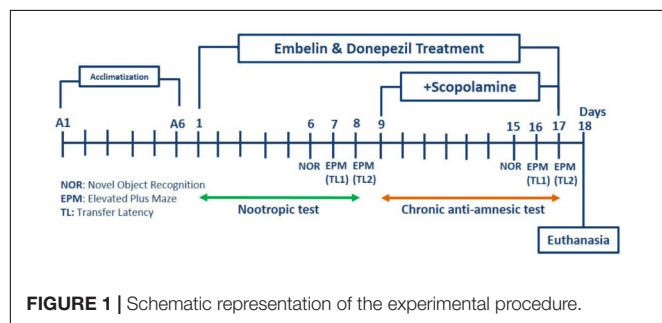 Embelin & Donepezil Treatment
Acclimatization
+Scopolamine
A1 A6 1 6 7 8 9 15 16 17 18 Days
NOR EPM (TL1) EPM (TL2) NOR EPM (TL1) EPM (TL2)
NOR: Novel Object Recognition
EPM: Elevated Plus Maze
TL: Transfer Latency
Nootropic test
Chronic anti-amnesic test
Euthanasia
FIGURE 1 | Schematic representation of the experimental procedure.